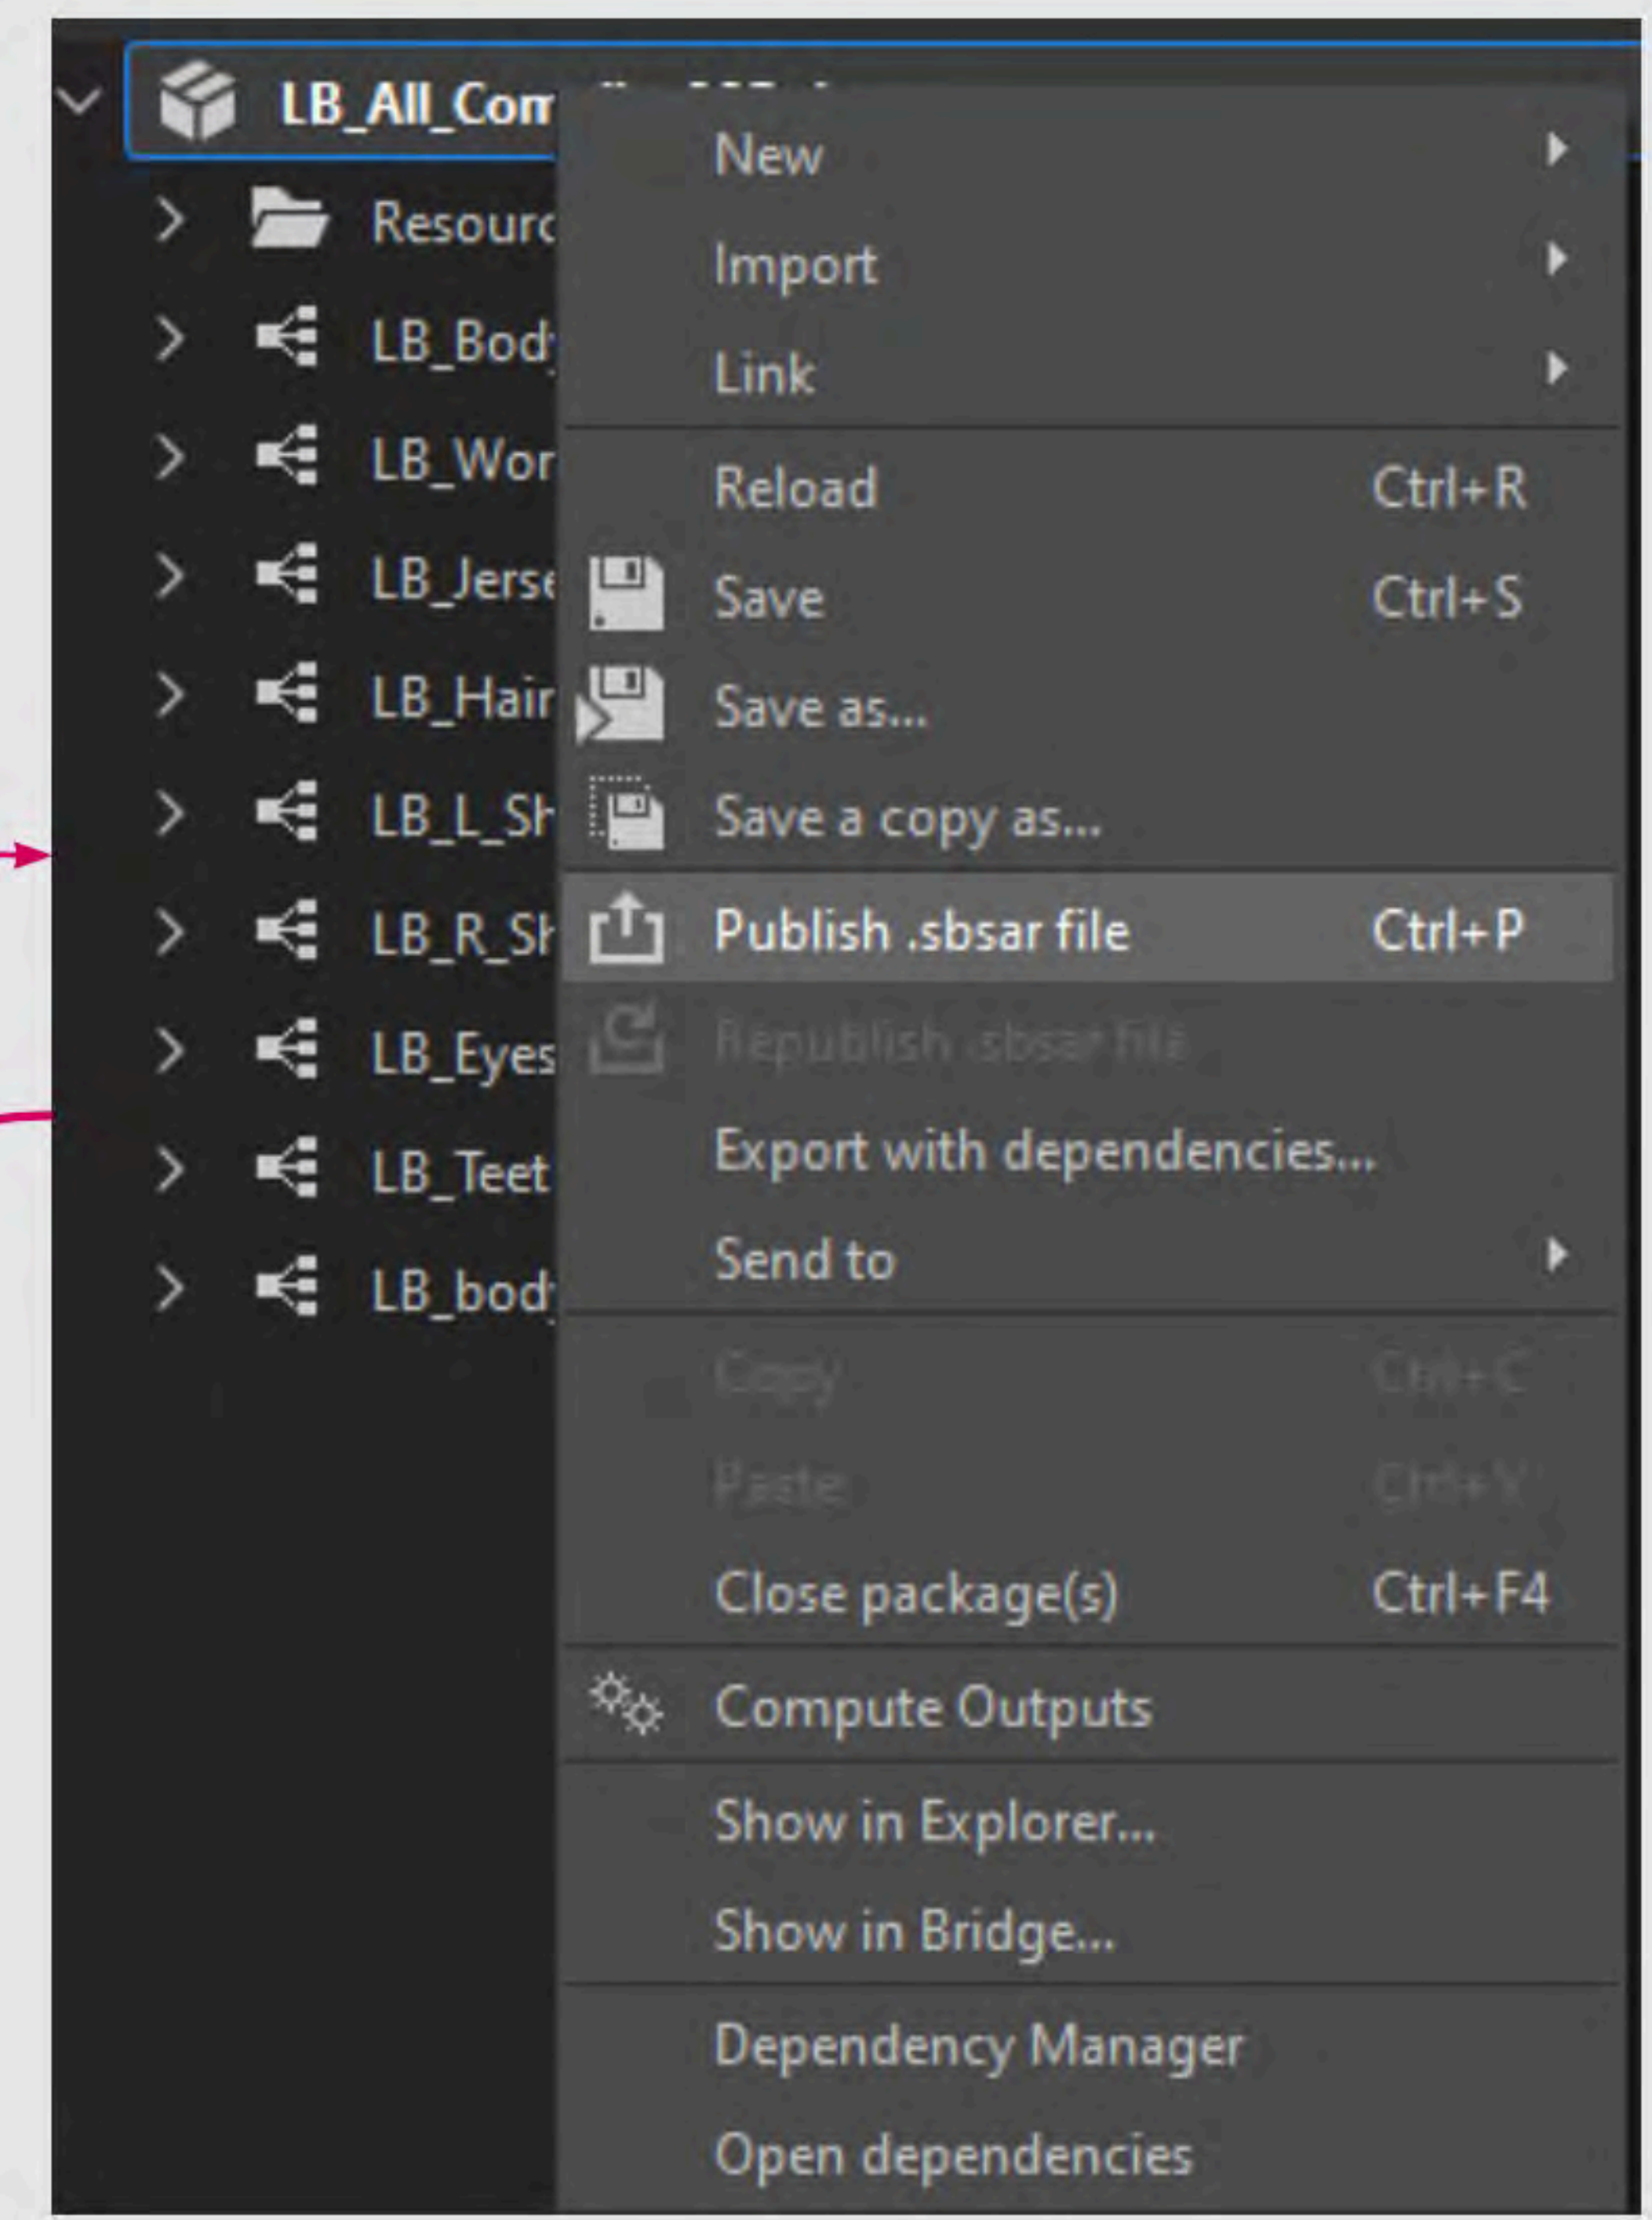 LB_All_Com
Resourc
LB_Body
LB_Wor
LB_Jerse
LB_Hair
LB_L_Sh
LB_R_Sh
LB_Eyes
LB_Teet
LB_body
New
Import
Link
Reload Ctrl+R
Save Ctrl+S
Save as...
Save a copy as...
Publish .sbsar file Ctrl+P
Republish .sbsar file
Export with dependencies...
Send to
Copy Ctrl+C
Paste Ctrl+V
Close package(s) Ctrl+F4
Compute Outputs
Show in Explorer...
Show in Bridge...
Dependency Manager
Open dependencies